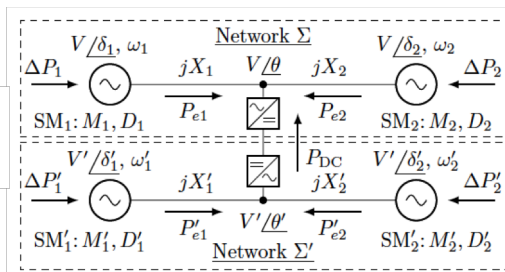 Network Σ
V/δ₁, ω₁ jX₁ V/θ jX₂ V/δ₂, ω₂
ΔP₁ ΔP₂
Pₑ₁ Pₑ₂
SM₁: M₁, D₁ SM₂: M₂, D₂
P_DC
V'/δ'₁, ω'₁ jX'₁ jX'₂ V'/δ'₂, ω'₂
ΔP'₁ ΔP'₂
P'ₑ₁ V'/θ' P'ₑ₂
SM'₁: M'₁, D'₁ Network Σ' SM'₂: M'₂, D'₂